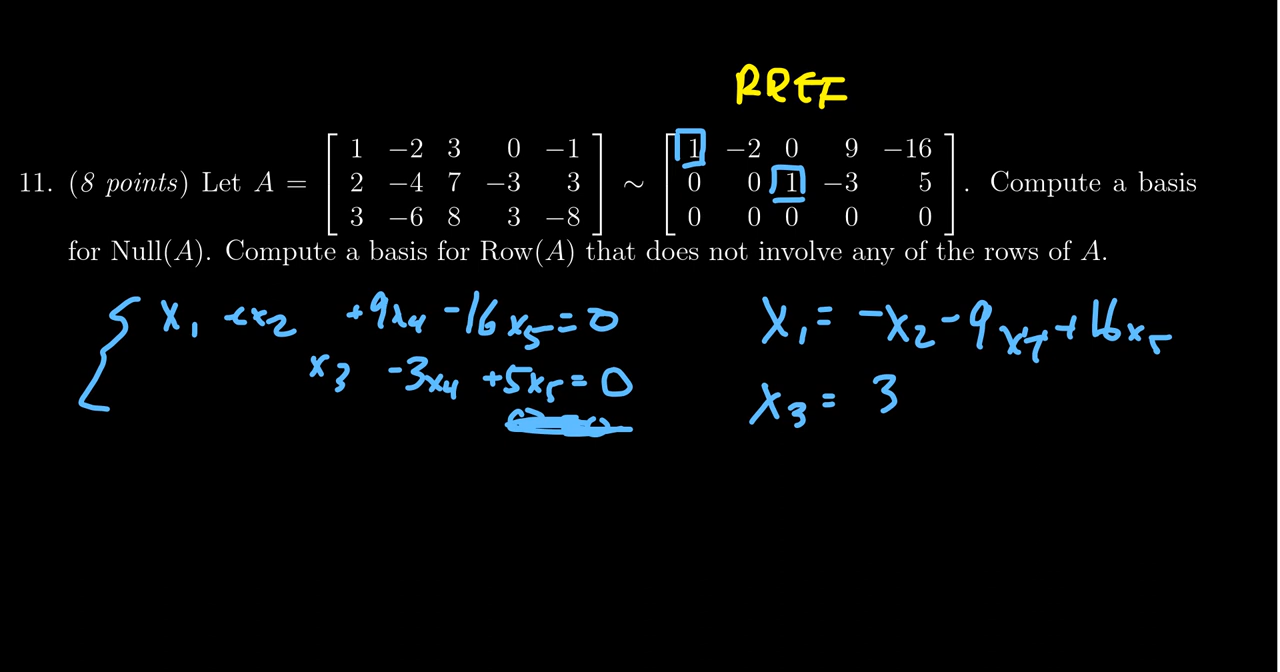 RREF
11. (8 points) Let A = [ 1 −2 3 0 −1 ; 2 −4 7 −3 3 ; 3 −6 8 3 −8 ] ∼ [ 1 −2 0 9 −16 ; 0 0 1 −3 5 ; 0 0 0 0 0 ]. Compute a basis
for Null(A). Compute a basis for Row(A) that does not involve any of the rows of A.
{ x₁ + x₂ + 9x₄ − 16x₅ = 0
x₃ − 3x₄ + 5x₅ = 0
x₁ = −x₂ − 9x₄ + 16x₅
x₃ = 3